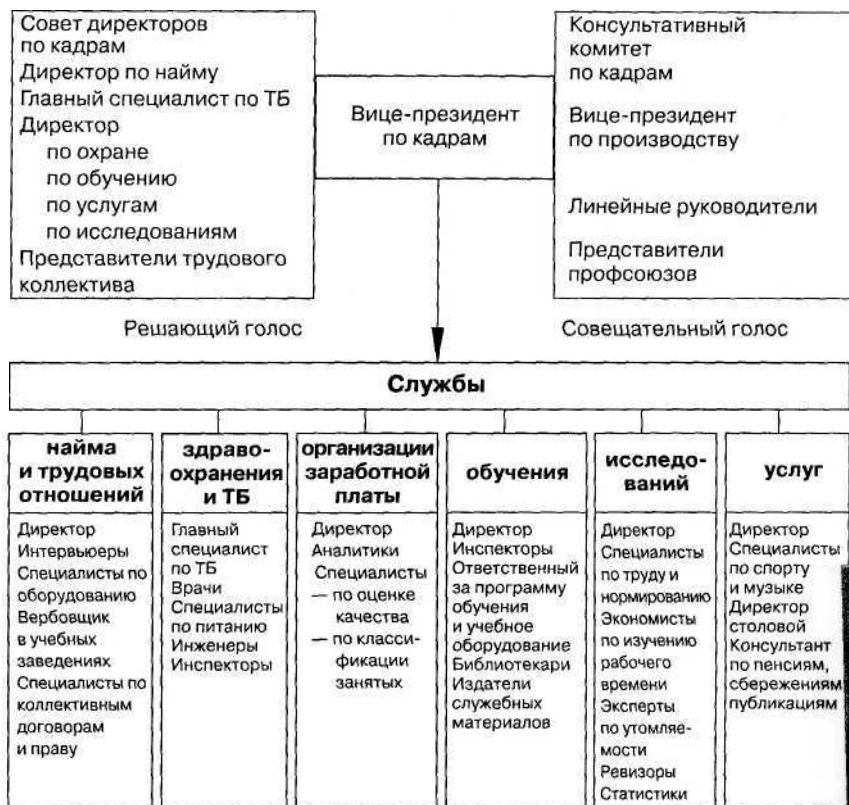 Совет директоров
по кадрам
Директор по найму
Главный специалист по ТБ
Директор
по охране
по обучению
по услугам
по исследованиям
Представители трудового
коллектива
Вице-президент
по кадрам
Консультативный
комитет
по кадрам
Вице-президент
по производству
Линейные руководители
Представители
профсоюзов
Решающий голос
Совещательный голос
Службы
найма
и трудовых
отношений
Директор
Интервьюеры
Специалисты по
оборудованию
Вербовщик
в учебных
заведениях
Специалисты по
коллективным
договорам
и праву
здраво-
охранения
и ТБ
Главный
специалист
по ТБ
Врачи
Специалисты
по питанию
Инженеры
Инспекторы
организации
заработной
платы
Директор
Аналитики
Специалисты
— по оценке
качества
— по класси-
фикации
занятых
обучения
Директор
Инспекторы
Ответственный
за программу
обучения
и учебное
оборудование
Библиотекари
Издатели
служебных
материалов
исследо-
ваний
Директор
Специалисты
по труду и
нормированию
Экономисты
по изучению
рабочего
времени
Эксперты
по утомляе-
мости
Ревизоры
Статистики
услуг
Директор
Специалисты
по спорту
и музыке
Директор
столовой
Консультант
по пенсиям,
сбережениям
публикациям